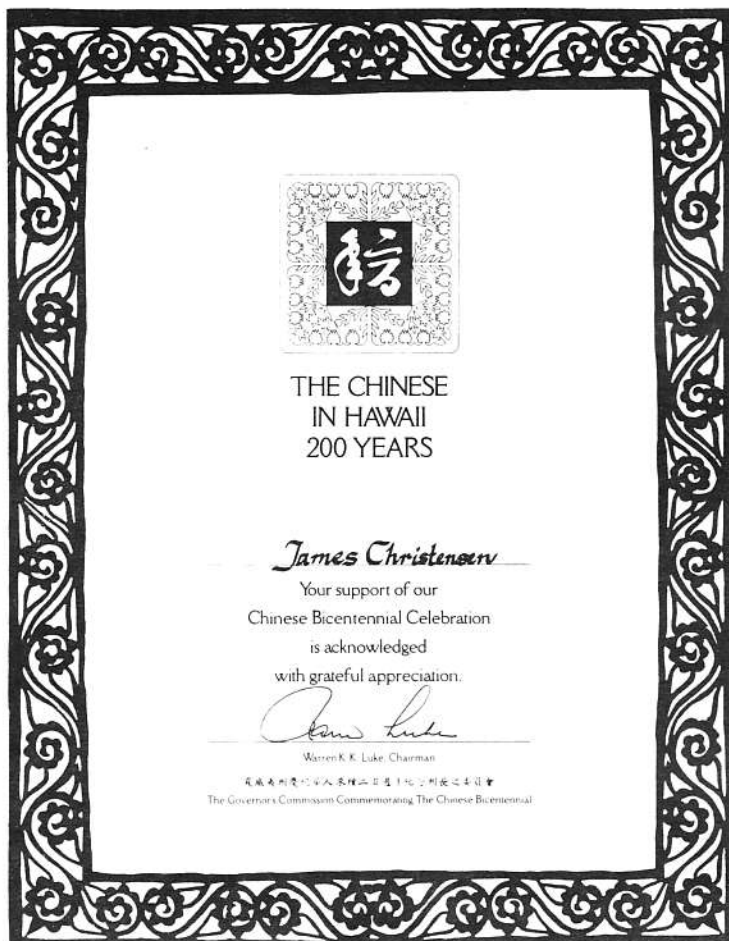 THE CHINESE
IN HAWAII
200 YEARS
James Christensen
Your support of our
Chinese Bicentennial Celebration
is acknowledged
with grateful appreciation.
Luke
Warren K. K. Luke, Chairman
The Governor's Commission Commemorating The Chinese Bicentennial